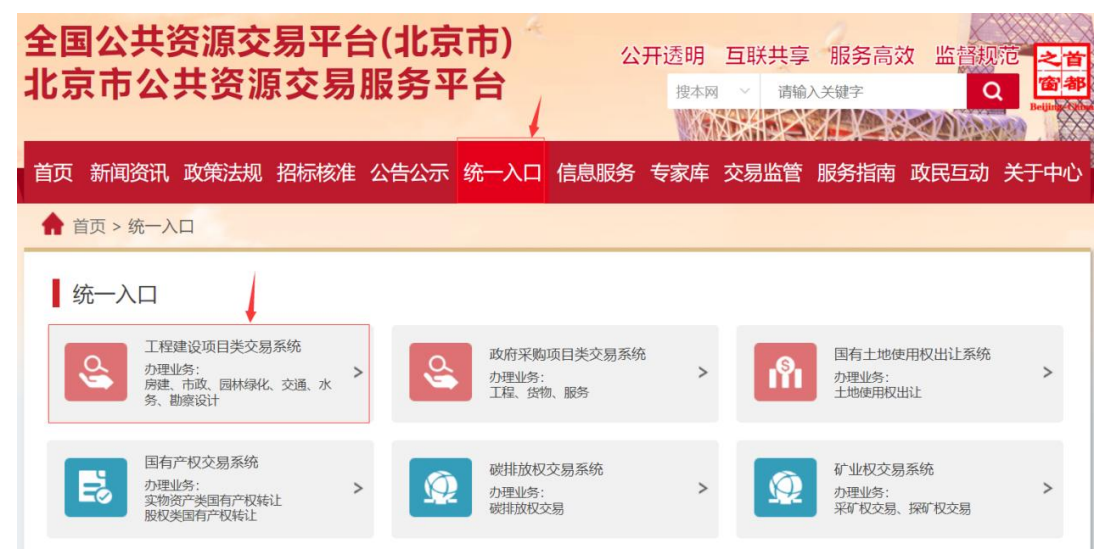 全国公共资源交易平台(北京市)
北京市公共资源交易服务平台
公开透明 互联共享 服务高效 监督规范
首都之窗
Beijing-China
搜本网 请输入关键字
首页 新闻资讯 政策法规 招标核准 公告公示 统一入口 信息服务 专家库 交易监管 服务指南 政民互动 关于中心
首页 > 统一入口
统一入口
工程建设项目类交易系统
办理业务：
房建、市政、园林绿化、交通、水
务、勘察设计
>
政府采购项目类交易系统
办理业务：
工程、货物、服务
>
国有土地使用权出让系统
办理业务：
土地使用权出让
>
国有产权交易系统
办理业务：
实物资产类国有产权转让
股权类国有产权转让
>
碳排放权交易系统
办理业务：
碳排放权交易
>
矿业权交易系统
办理业务：
采矿权交易、探矿权交易
>